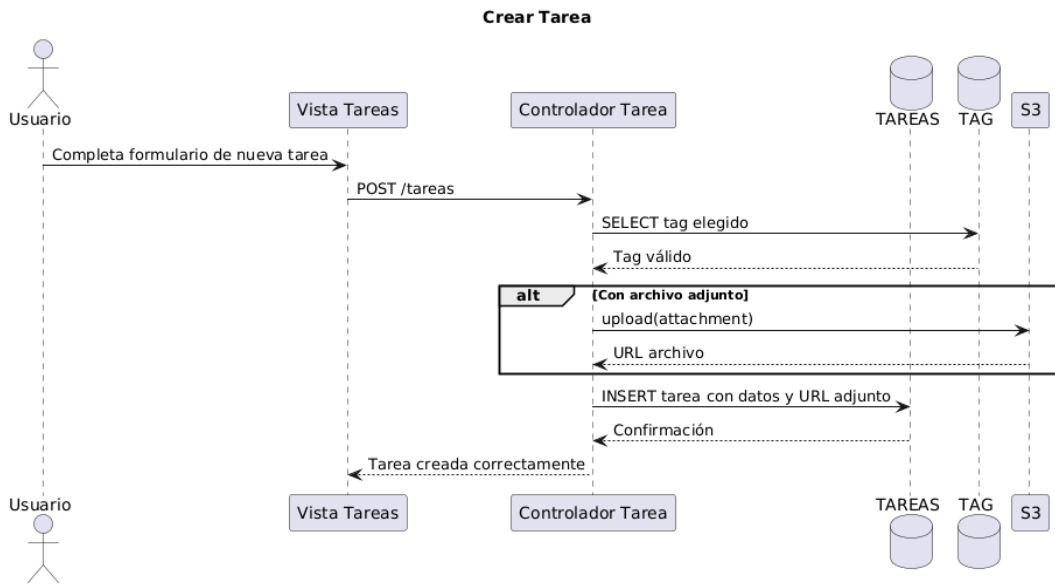 Crear Tarea
Usuario
Vista Tareas
Controlador Tarea
TAREAS
TAG
S3
Completa formulario de nueva tarea
POST /tareas
SELECT tag elegido
Tag válido
alt
[Con archivo adjunto]
upload(attachment)
URL archivo
INSERT tarea con datos y URL adjunto
Confirmación
Tarea creada correctamente
Usuario
Vista Tareas
Controlador Tarea
TAREAS
TAG
S3